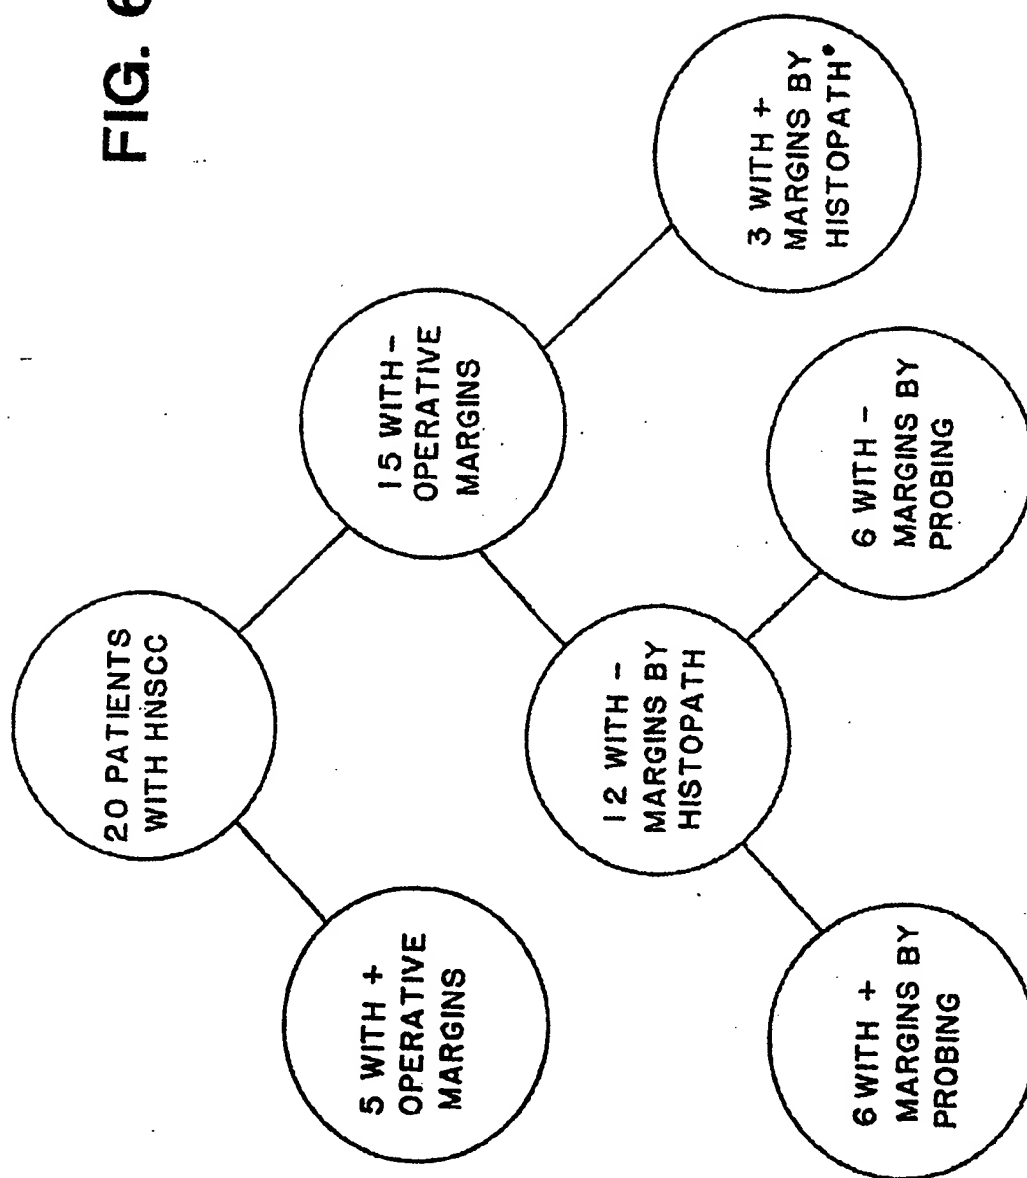 FIG. 6
20 PATIENTS
WITH HNSCC
5 WITH +
OPERATIVE
MARGINS
15 WITH -
OPERATIVE
MARGINS
12 WITH -
MARGINS BY
HISTOPATH
3 WITH +
MARGINS BY
HISTOPATH*
6 WITH +
MARGINS BY
PROBING
6 WITH -
MARGINS BY
PROBING